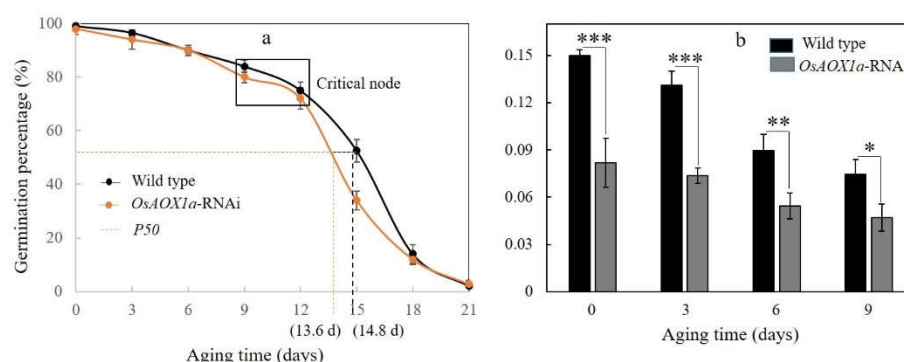 a
100
80
60
40
20
0
Germination percentage (%)
Critical node
Wild type
OsAOX1a-RNAi
P50
0 3 6 9 12 15 18 21
(13.6 d) (14.8 d)
Aging time (days)
b
Wild type
OsAOX1a-RNA
0.15
0.12
0.09
0.06
0.03
*** *** ** *
0 3 6 9
Aging time (days)